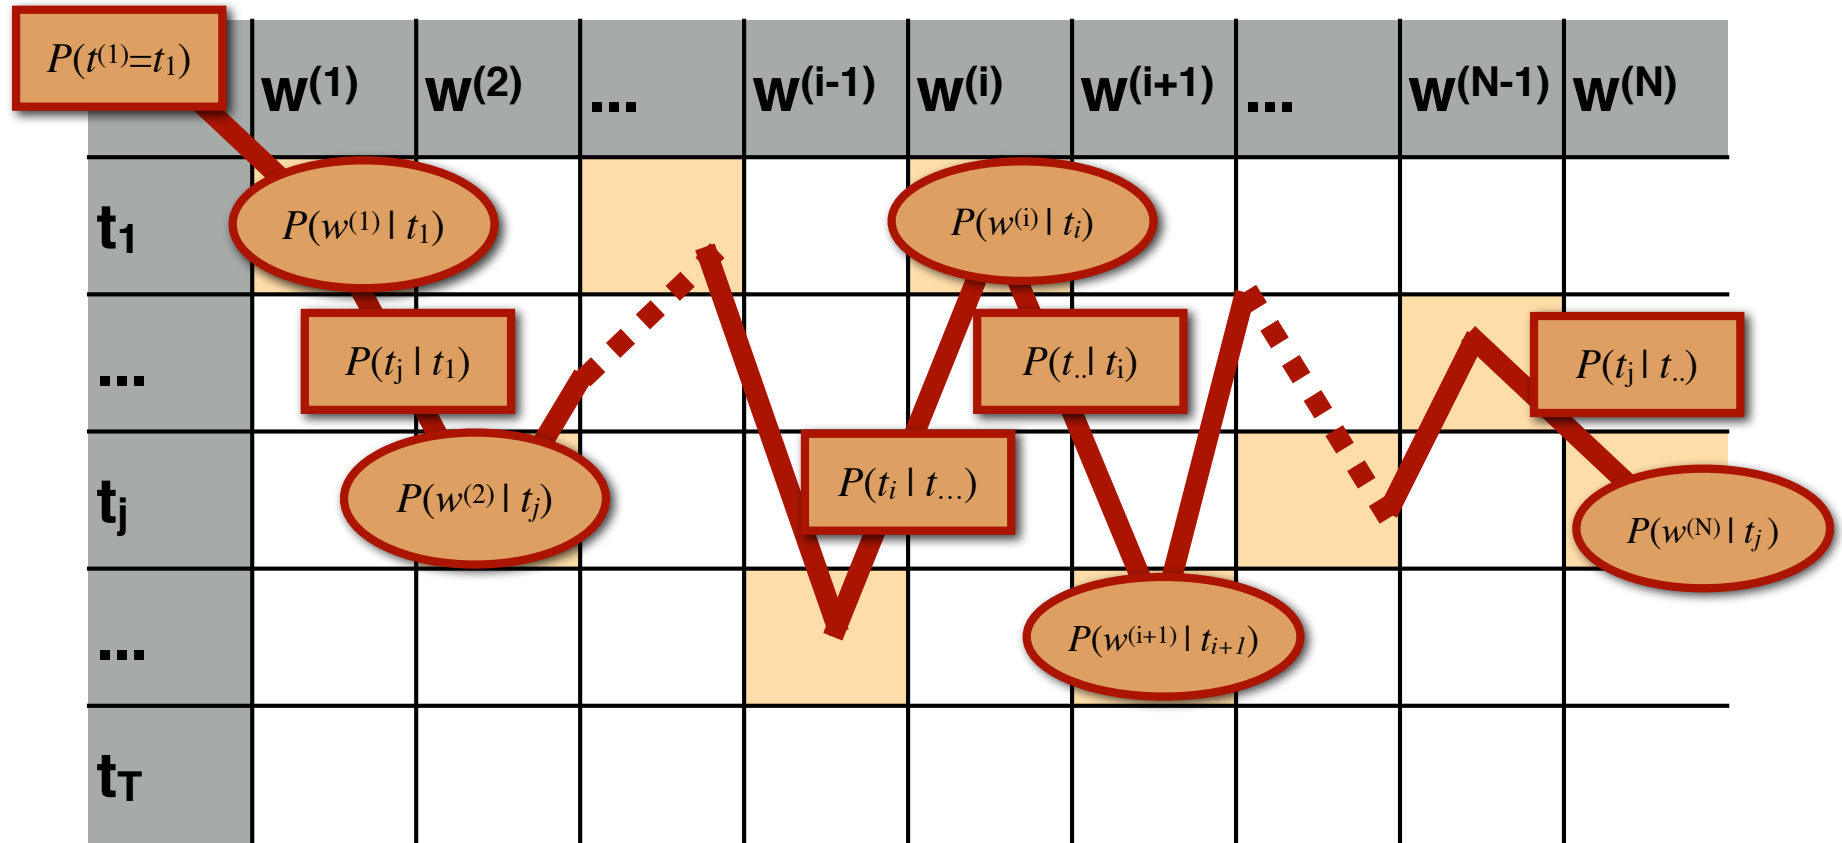 P(t⁽¹⁾=t₁)
w⁽¹⁾ w⁽²⁾ ... w⁽ⁱ⁻¹⁾ w⁽ⁱ⁾ w⁽ⁱ⁺¹⁾ ... w⁽ᴺ⁻¹⁾ w⁽ᴺ⁾
t₁ P(w⁽¹⁾ | t₁) P(w⁽ⁱ⁾ | tᵢ)
... P(tⱼ | t₁) P(t.. | tᵢ) P(tⱼ | t..)
tⱼ P(w⁽²⁾ | tⱼ) P(tᵢ | t...) P(w⁽ᴺ⁾ | tⱼ)
... P(w⁽ⁱ⁺¹⁾ | tᵢ₊₁)
t_T